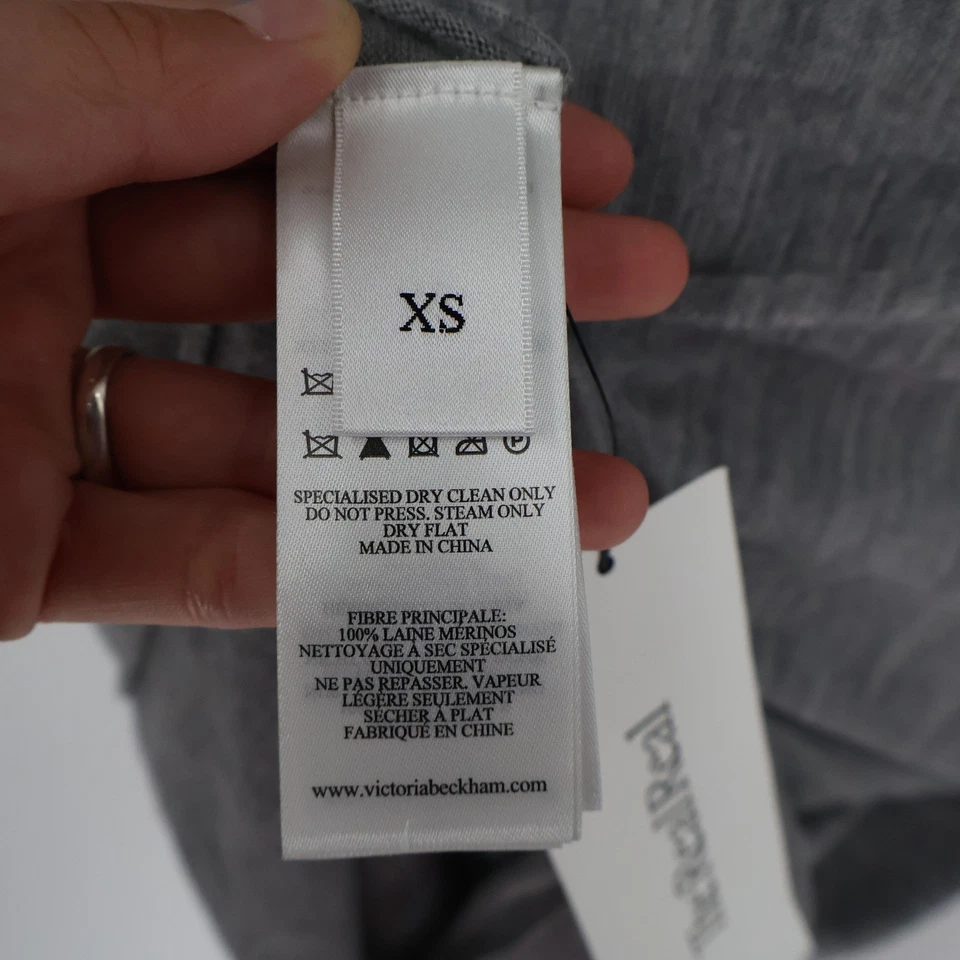 XS
P
SPECIALISED DRY CLEAN ONLY
DO NOT PRESS. STEAM ONLY
DRY FLAT
MADE IN CHINA
FIBRE PRINCIPALE:
100% LAINE MÉRINOS
NETTOYAGE À SEC SPÉCIALISÉ
UNIQUEMENT
NE PAS REPASSER. VAPEUR
LÉGÈRE SEULEMENT
SÉCHER À PLAT
FABRIQUÉ EN CHINE
www.victoriabeckham.com
TheRealReal